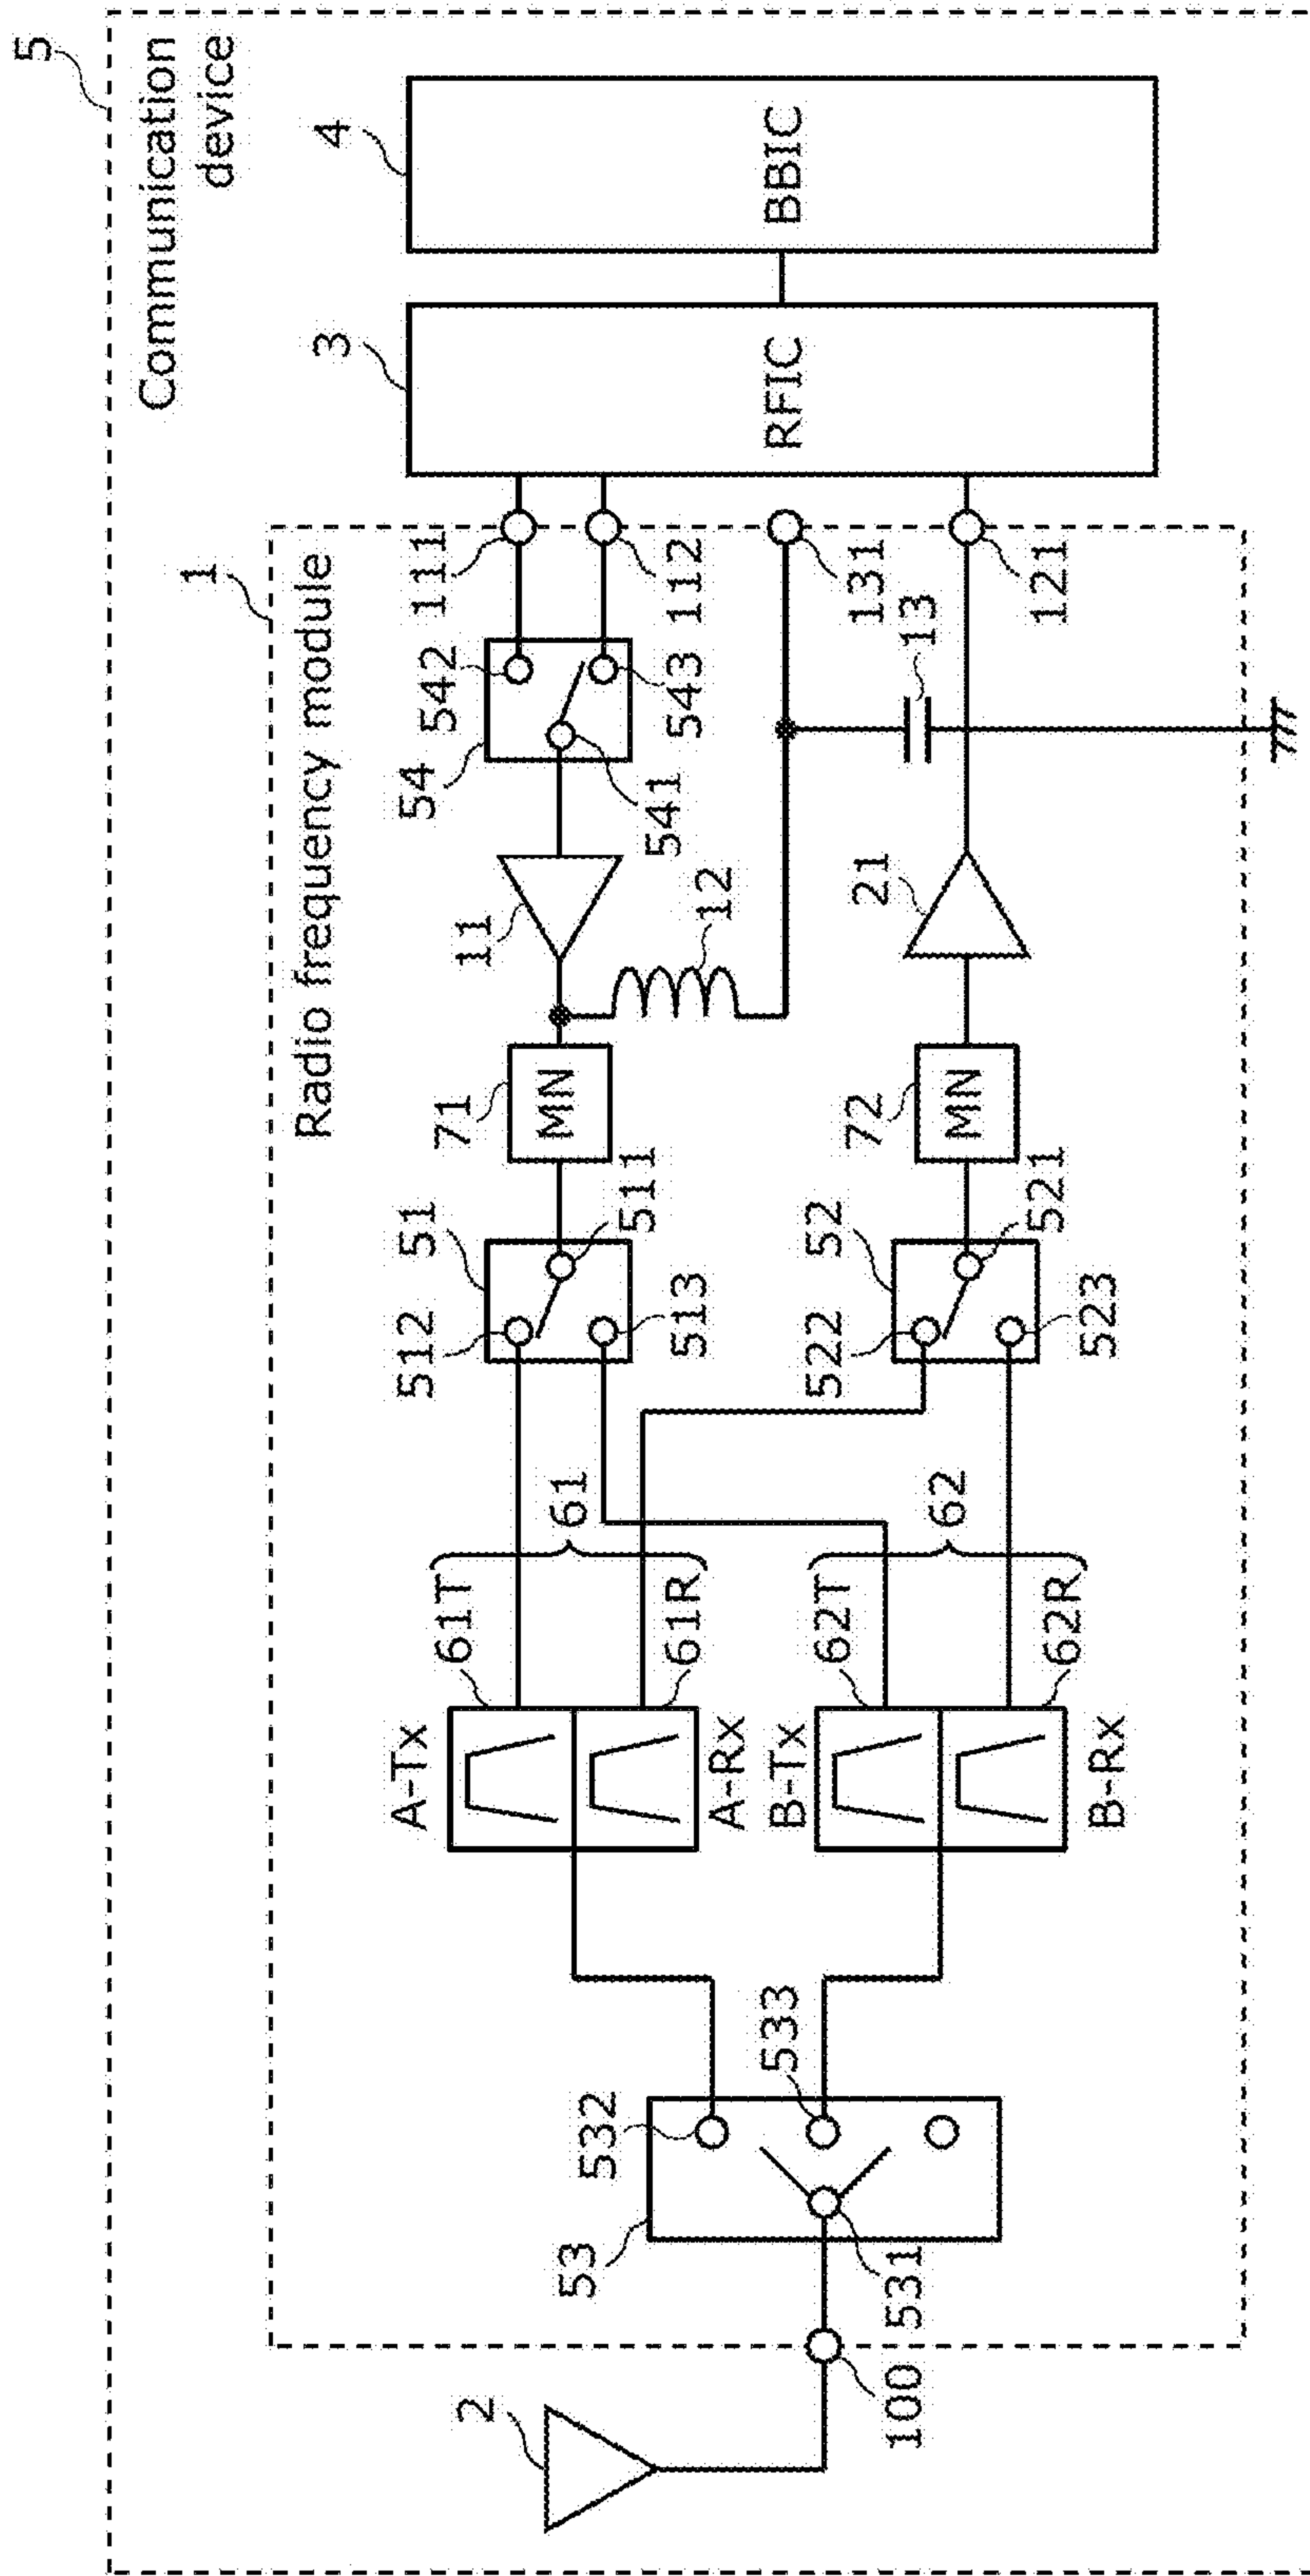 5
Communication
device
1
Radio frequency module
2
100
53
532
533
531
A-Tx
61T
61
A-Rx
61R
B-Tx
62T
62
B-Rx
62R
512
51
511
513
522
52
521
523
71
MN
72
MN
11
12
21
54
542
541
543
13
111
112
131
121
3
RFIC
4
BBIC